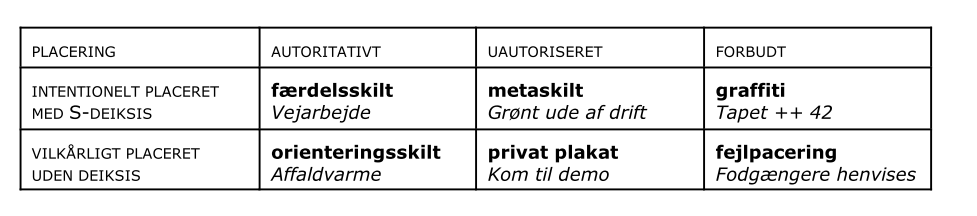 PLACERING AUTORITATIVT UAUTORISERET FORBUDT
INTENTIONELT PLACERET færdelsskilt metaskilt graffiti
MED S-DEIKSIS Vejarbejde Grønt ude af drift Tapet ++ 42
VILKÅRLIGT PLACERET orienteringsskilt privat plakat fejlpacering
UDEN DEIKSIS Affaldvarme Kom til demo Fodgængere henvises